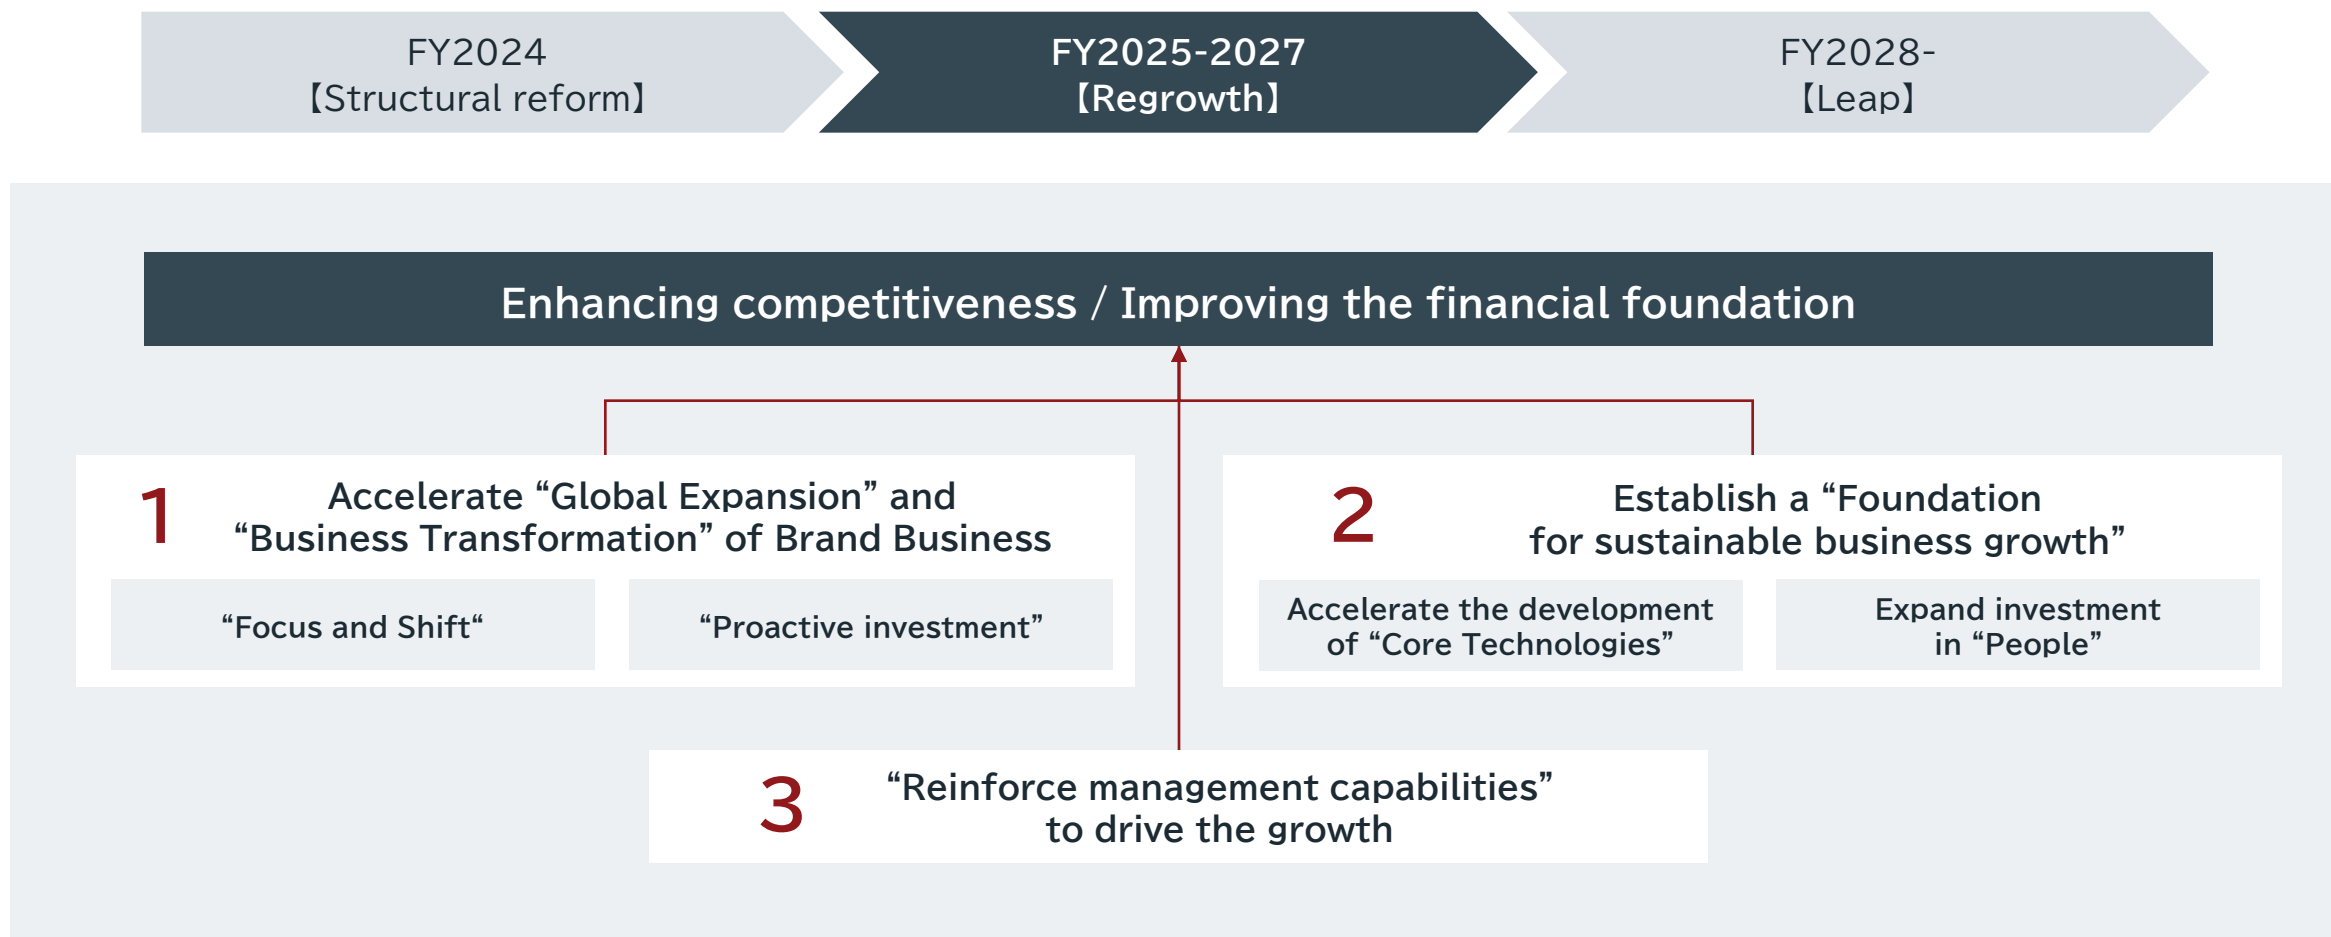 FY2024
【Structural reform】
FY2025-2027
【Regrowth】
FY2028-
【Leap】
Enhancing competitiveness / Improving the financial foundation
1
Accelerate “Global Expansion” and
“Business Transformation” of Brand Business
“Focus and Shift“
“Proactive investment”
2
Establish a “Foundation
for sustainable business growth”
Accelerate the development
of “Core Technologies”
Expand investment
in “People”
3
“Reinforce management capabilities”
to drive the growth